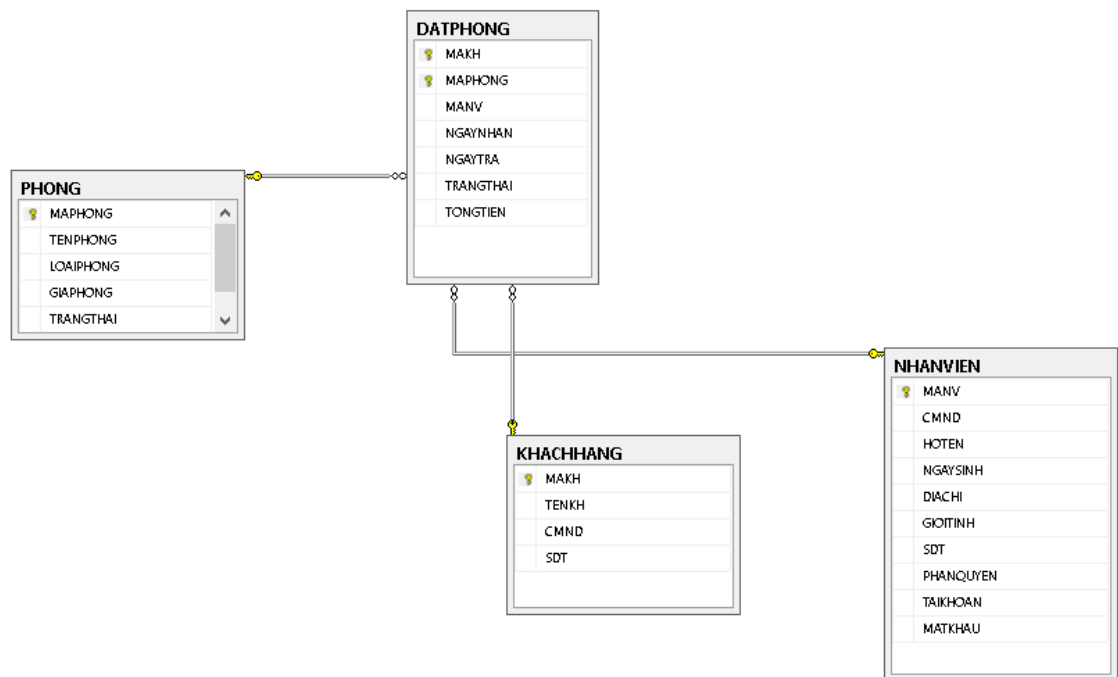 DATPHONG
MAKH
MAPHONG
MANV
NGAYNHAN
NGAYTRA
TRANGTHAI
TONGTIEN
PHONG
MAPHONG
TENPHONG
LOAIPHONG
GIAPHONG
TRANGTHAI
KHACHHANG
MAKH
TENKH
CMND
SDT
NHANVIEN
MANV
CMND
HOTEN
NGAYSINH
DIACHI
GIOITINH
SDT
PHANQUYEN
TAIKHOAN
MATKHAU